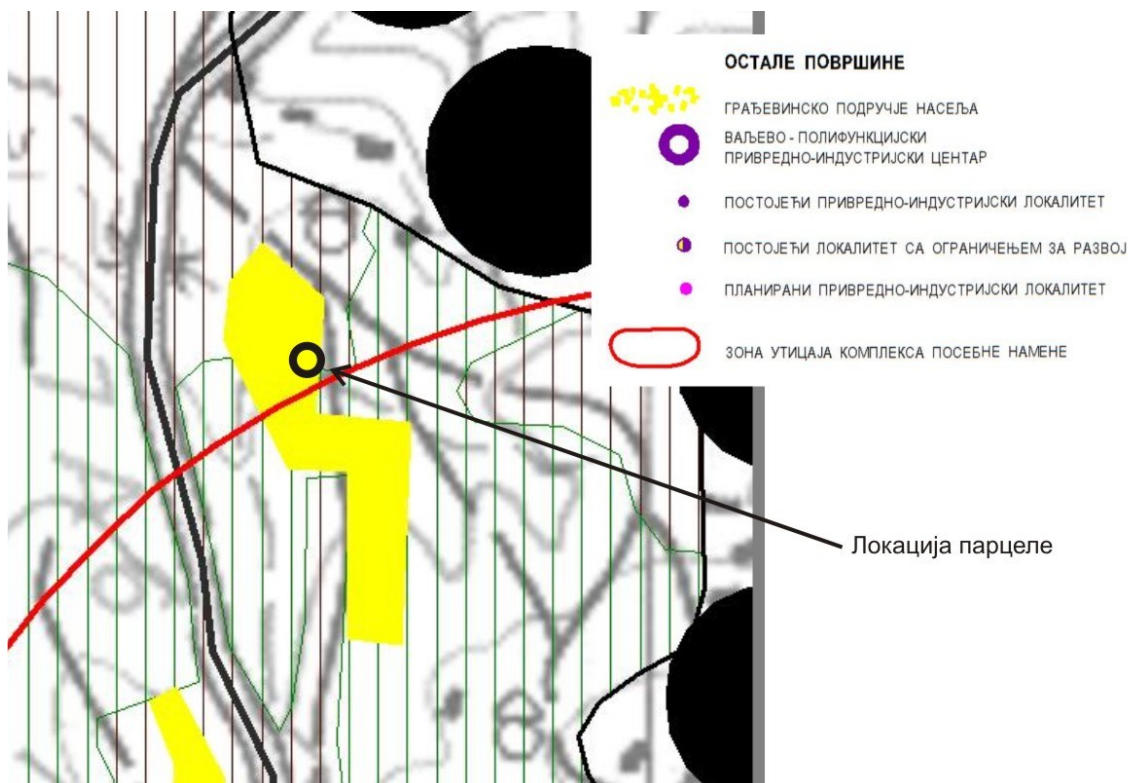 ОСТАЛЕ ПОВРШИНЕ
ГРАЂЕВИНСКО ПОДРУЧЈЕ НАСЕЉА
ВАЉЕВО - ПОЛИФУНКЦИЈСКИ
ПРИВРЕДНО-ИНДУСТРИЈСКИ ЦЕНТАР
ПОСТОЈЕЋИ ПРИВРЕДНО-ИНДУСТРИЈСКИ ЛОКАЛИТЕТ
ПОСТОЈЕЋИ ЛОКАЛИТЕТ СА ОГРАНИЧЕЊЕМ ЗА РАЗВОЈ
ПЛАНИРАНИ ПРИВРЕДНО-ИНДУСТРИЈСКИ ЛОКАЛИТЕТ
ЗОНА УТИЦАЈА КОМПЛЕКСА ПОСЕБНЕ НАМЕНЕ
Локација парцеле